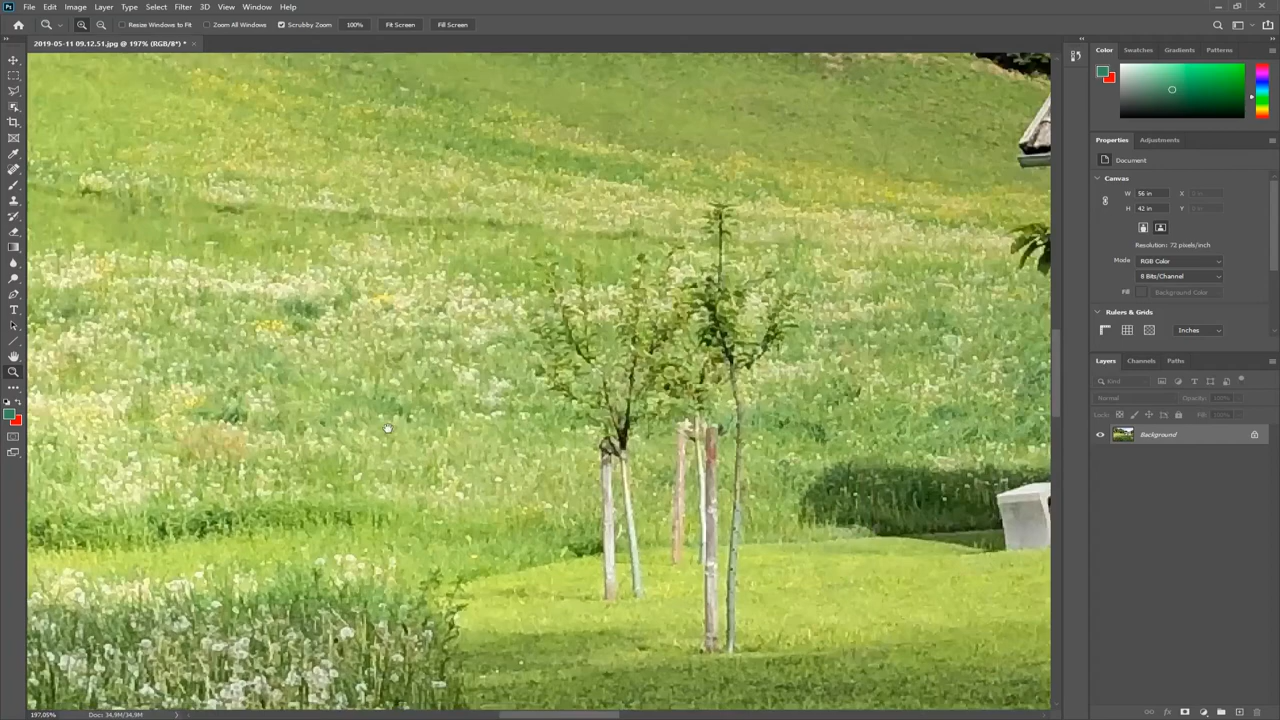 Ps File Edit Image Layer Type Select Filter 3D View Window Help
Resize Windows to Fit Zoom All Windows Scrubby Zoom 100% Fit Screen Fill Screen
2019-05-11 09.12.51.jpg @ 197% (RGB/8*) * ×
Color Swatches Gradients Patterns
Properties Adjustments
Document
Canvas
W 56 in X
H 42 in Y
Resolution: 72 pixels/inch
Mode RGB Color
8 Bits/Channel
Fill Background Color
Rulers & Grids
Inches
Layers Channels Paths
Kind
Normal Opacity: 100%
Lock: Fill: 100%
Background
197,05% Doc: 34,9M/34,9M